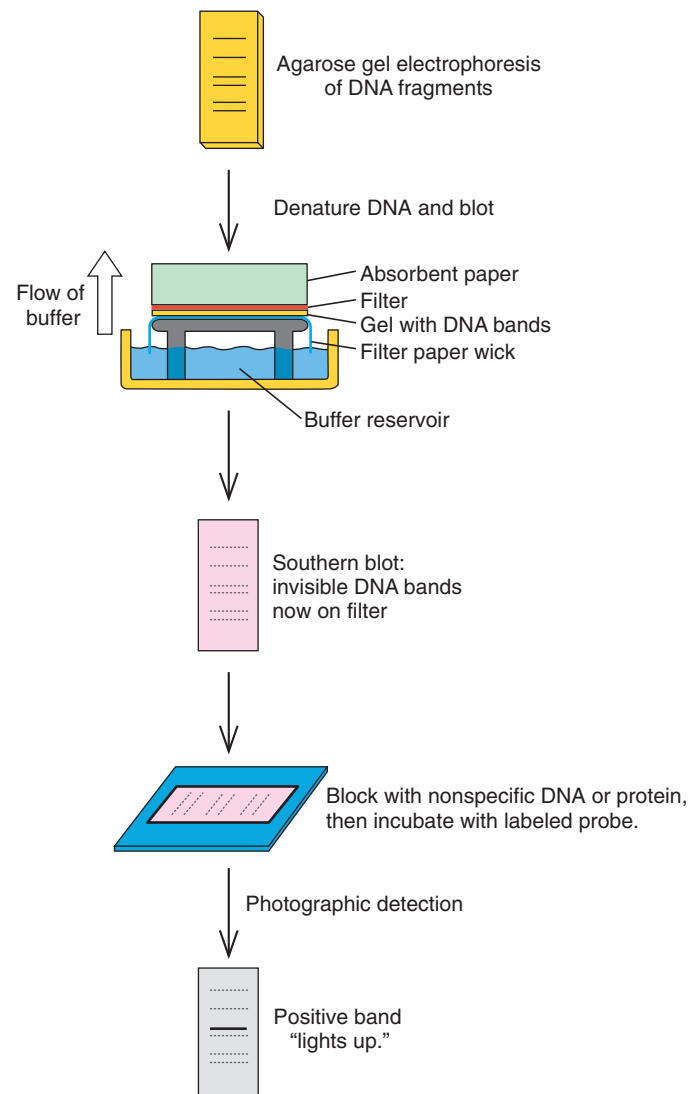 Agarose gel electrophoresis
of DNA fragments
Denature DNA and blot
Flow of
buffer
Absorbent paper
Filter
Gel with DNA bands
Filter paper wick
Buffer reservoir
Southern blot:
invisible DNA bands
now on filter
Block with nonspecific DNA or protein,
then incubate with labeled probe.
Photographic detection
Positive band
“lights up.”